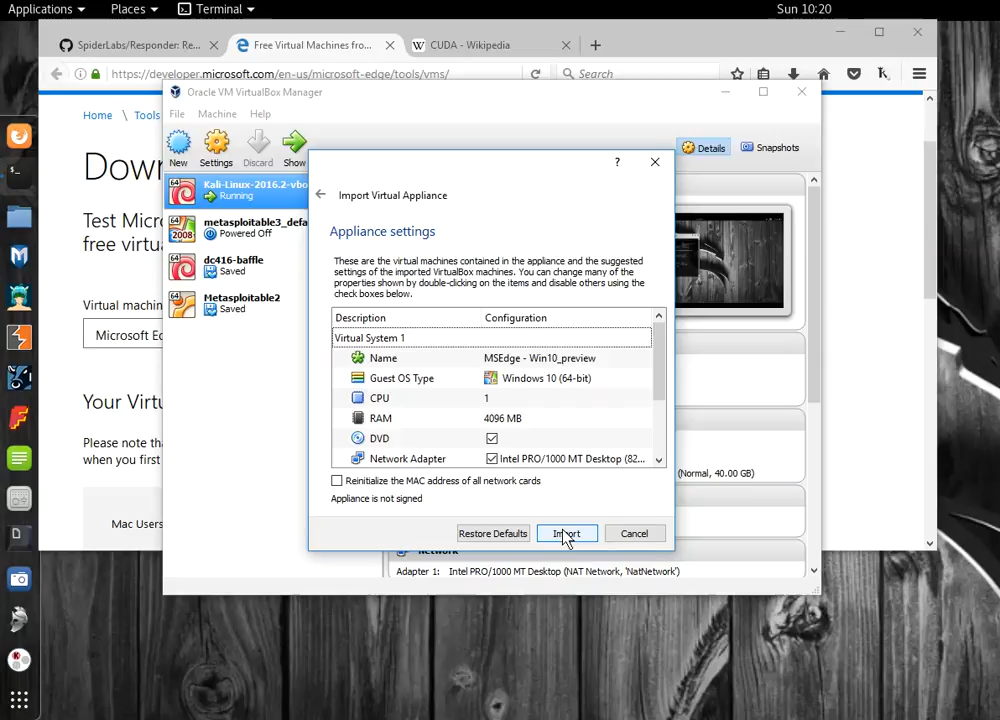 Applications Places Terminal Sun 10:20
SpiderLabs/Responder: Re... Free Virtual Machines fro... CUDA - Wikipedia
https://developer.microsoft.com/en-us/microsoft-edge/tools/vms/ Search
Oracle VM VirtualBox Manager
Home \ Tools
File Machine Help
New Settings Discard Show Details Snapshots
Import Virtual Appliance
Kali-Linux-2016.2-vbo
Running
Test Micr
free virtua
metasploitable3_defa
Powered Off
Appliance settings
dc416-baffle
Saved
These are the virtual machines contained in the appliance and the suggested
settings of the imported VirtualBox machines. You can change many of the
properties shown by double-clicking on the items and disable others using the
check boxes below.
Virtual machin
Metasploitable2
Saved
Microsoft Ed
Description Configuration
Virtual System 1
Name MSEdge - Win10_preview
Guest OS Type Windows 10 (64-bit)
CPU 1
RAM 4096 MB
DVD
Network Adapter Intel PRO/1000 MT Desktop (82...
Your Virtu
Please note tha
when you first
(Normal, 40.00 GB)
Reinitialize the MAC address of all network cards
Appliance is not signed
Mac Users
Restore Defaults Import Cancel
Network
Adapter 1: Intel PRO/1000 MT Desktop (NAT Network, 'NatNetwork')